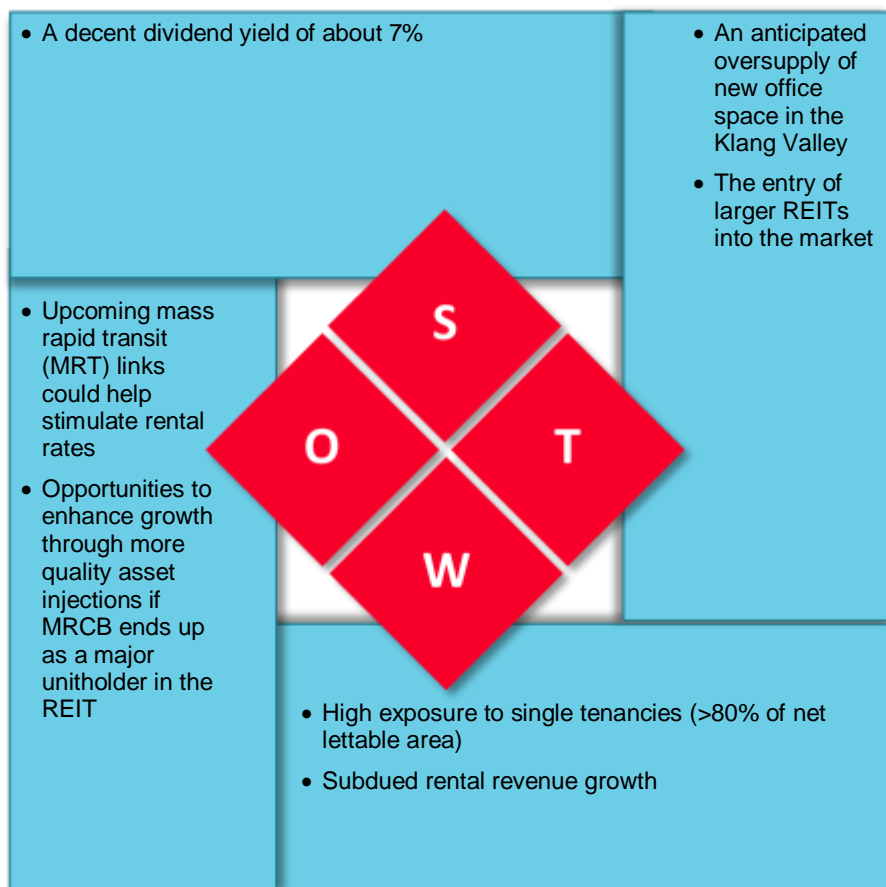 • A decent dividend yield of about 7%
• An anticipated
oversupply of
new office
space in the
Klang Valley
• The entry of
larger REITs
into the market
• Upcoming mass
rapid transit
(MRT) links
could help
stimulate rental
rates
• Opportunities to
enhance growth
through more
quality asset
injections if
MRCB ends up
as a major
unitholder in the
REIT
S
O
T
W
• High exposure to single tenancies (>80% of net
lettable area)
• Subdued rental revenue growth